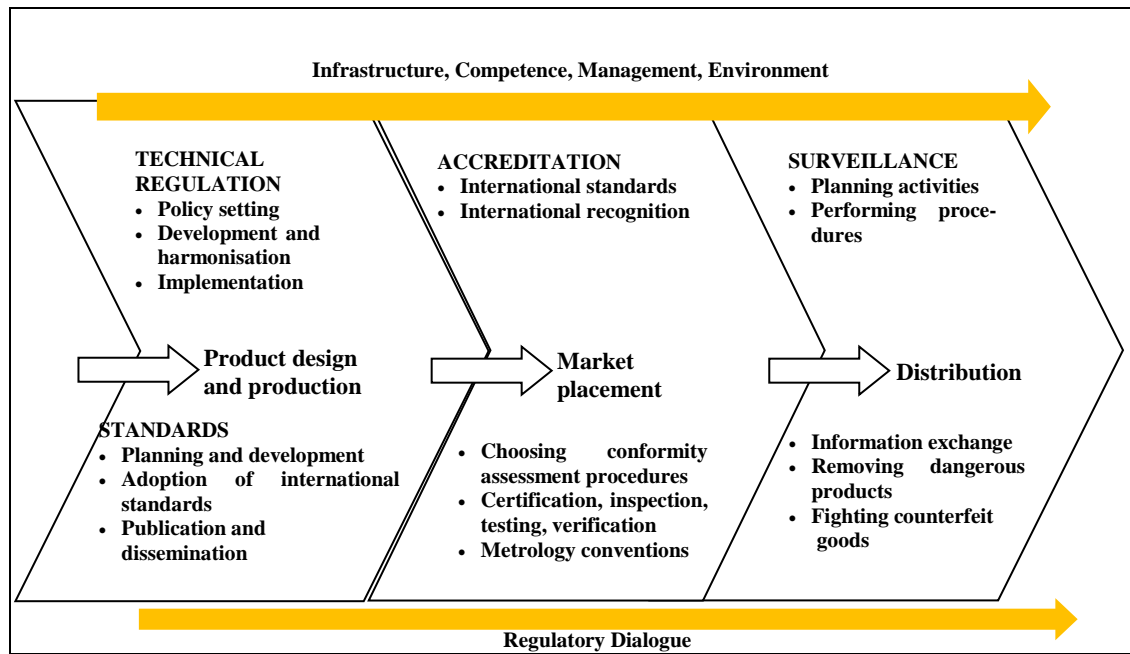 Infrastructure, Competence, Management, Environment
TECHNICAL
REGULATION
• Policy setting
• Development and
harmonisation
• Implementation
Product design
and production
STANDARDS
• Planning and development
• Adoption of international
standards
• Publication and
dissemination
ACCREDITATION
• International standards
• International recognition
Market
placement
• Choosing conformity
assessment procedures
• Certification, inspection,
testing, verification
• Metrology conventions
SURVEILLANCE
• Planning activities
• Performing proce-
dures
Distribution
• Information exchange
• Removing dangerous
products
• Fighting counterfeit
goods
Regulatory Dialogue